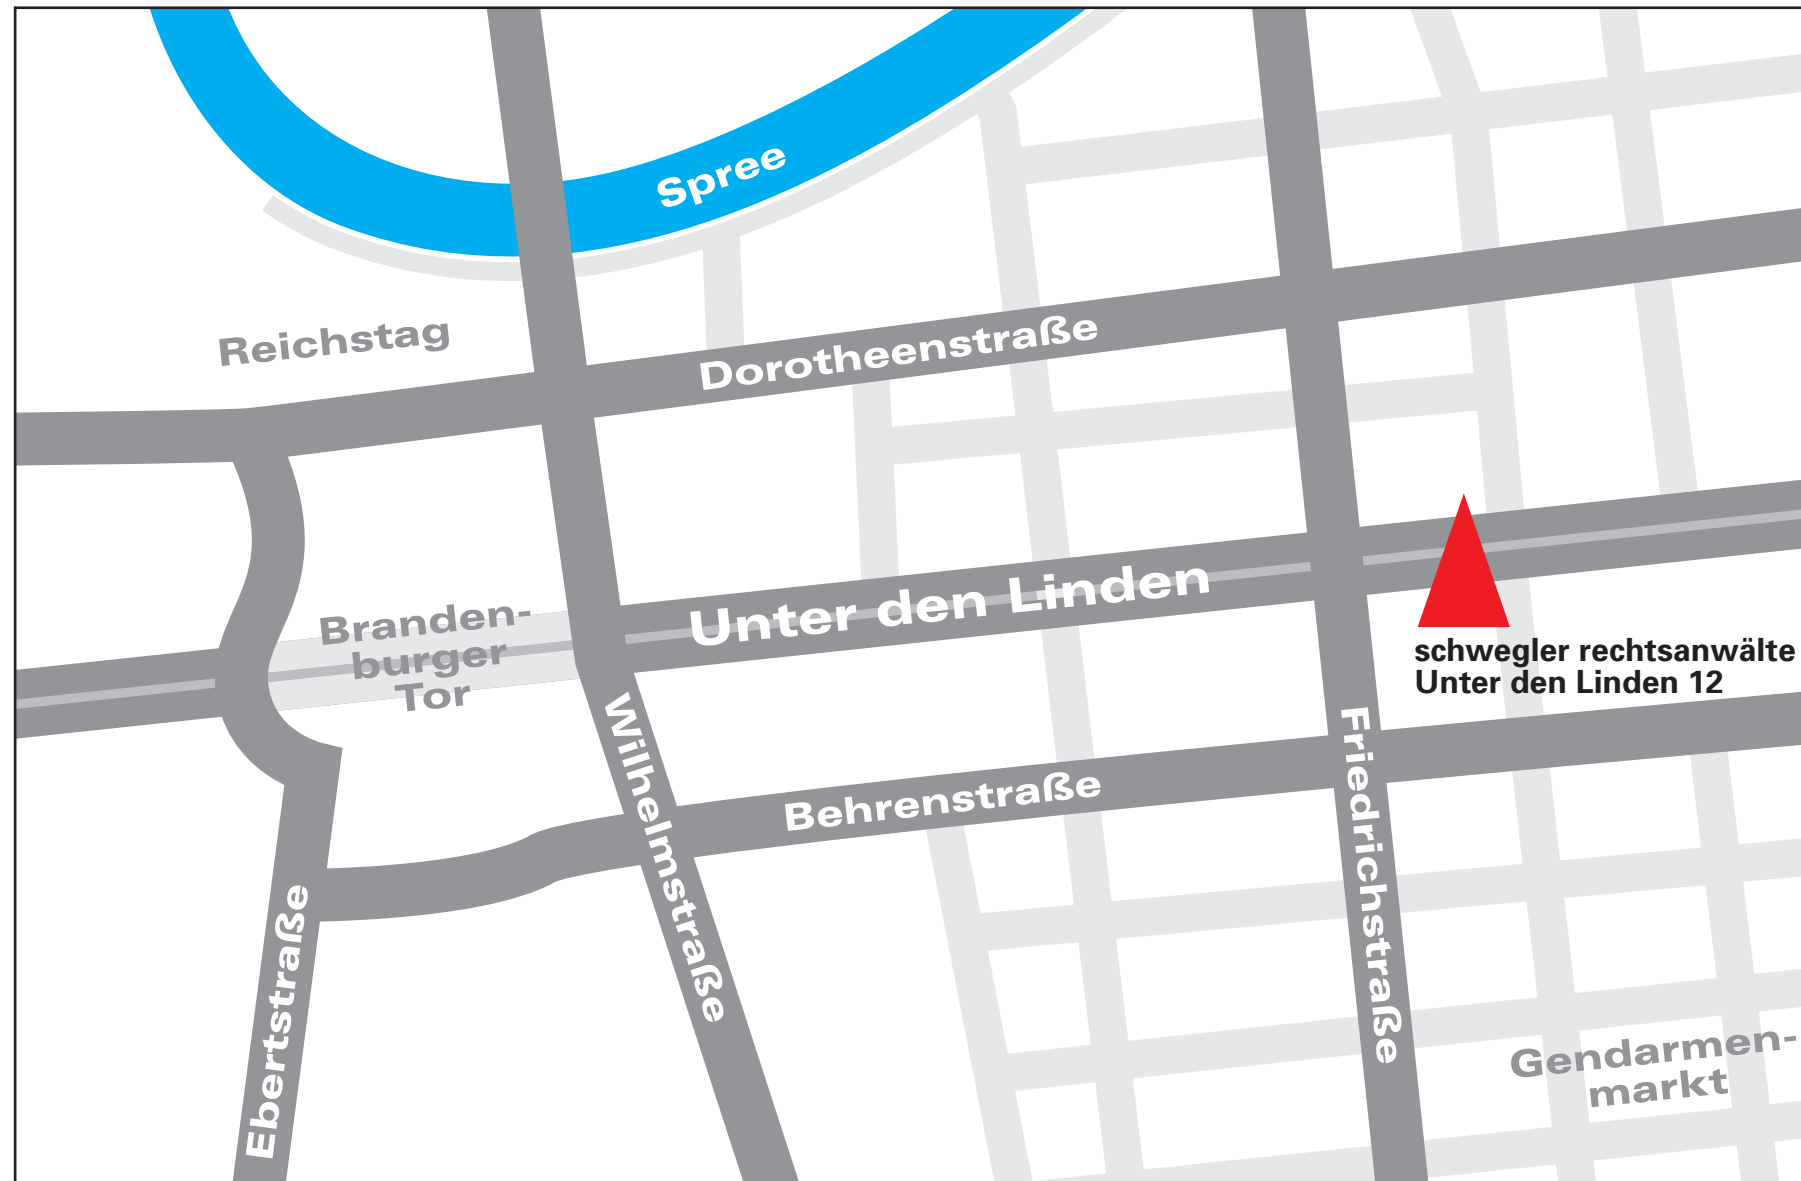 Spree
Reichstag
Dorotheenstraße
Unter den Linden
Branden-
burger
Tor
schwegler rechtsanwälte
Unter den Linden 12
Wilhelmstraße
Friedrichstraße
Behrenstraße
Ebertstraße
Gendarmen-
markt